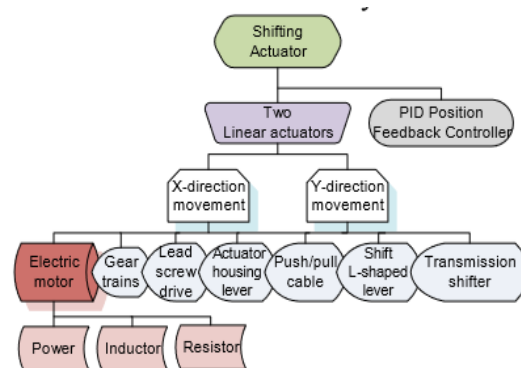 Shifting
Actuator
Two
Linear actuators
PID Position
Feedback Controller
X-direction
movement
Y-direction
movement
Electric
motor
Gear
trains
Lead
screw
drive
Actuator
housing
lever
Push/pull
cable
Shift
L-shaped
lever
Transmission
shifter
Power
Inductor
Resistor